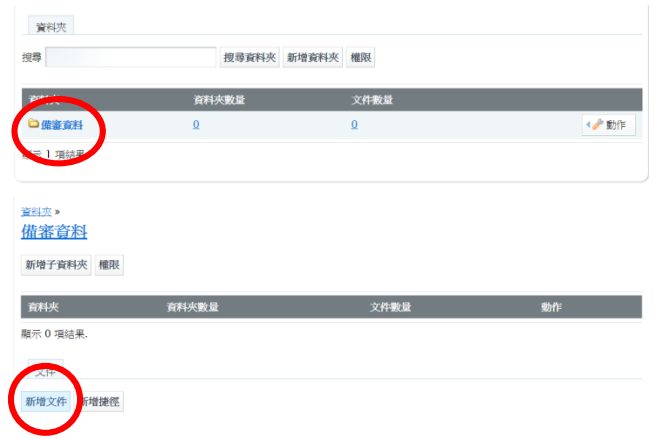 資料夾
搜尋 搜尋資料夾 新增資料夾 權限
資料夾 資料夾數量 文件數量
備審資料 0 0 動作
顯示 1 項結果.
資料夾 »
備審資料
新增子資料夾 權限
資料夾 資料夾數量 文件數量 動作
顯示 0 項結果.
文件
新增文件 新增捷徑